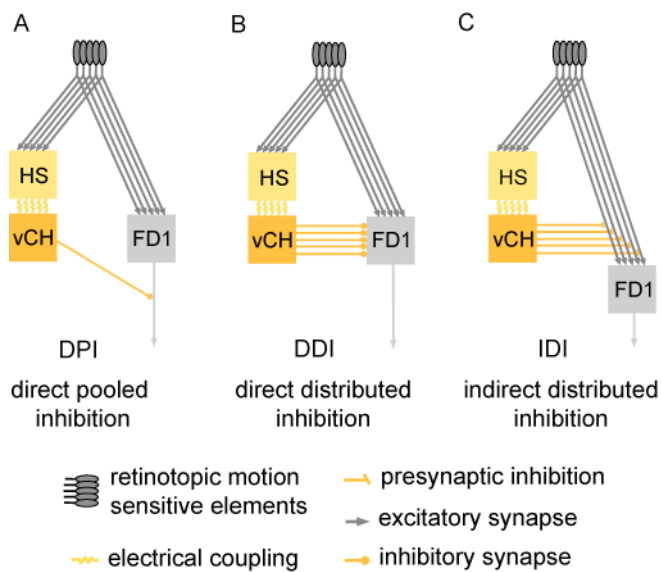 A
B
C
HS
HS
HS
vCH
FD1
vCH
FD1
vCH
FD1
DPI
DDI
IDI
direct pooled
inhibition
direct distributed
inhibition
indirect distributed
inhibition
retinotopic motion
sensitive elements
presynaptic inhibition
excitatory synapse
electrical coupling
inhibitory synapse